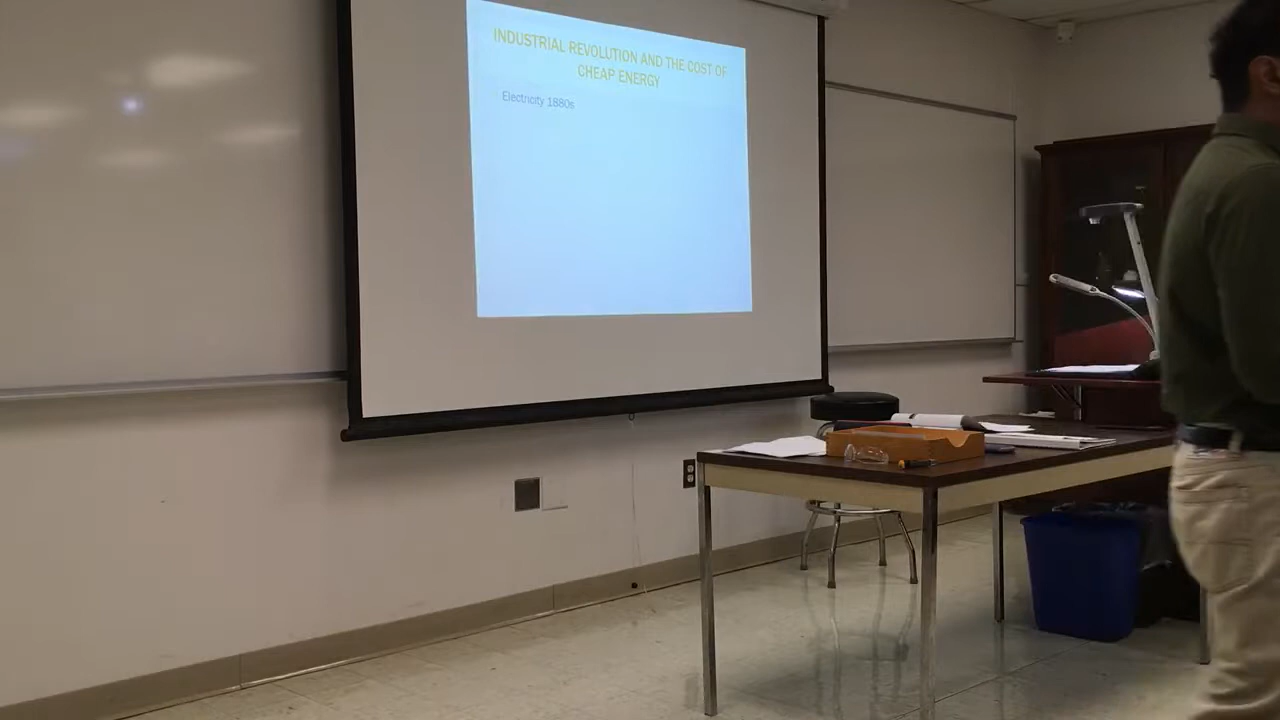 INDUSTRIAL REVOLUTION AND THE COST OF
CHEAP ENERGY
Electricity 1880s